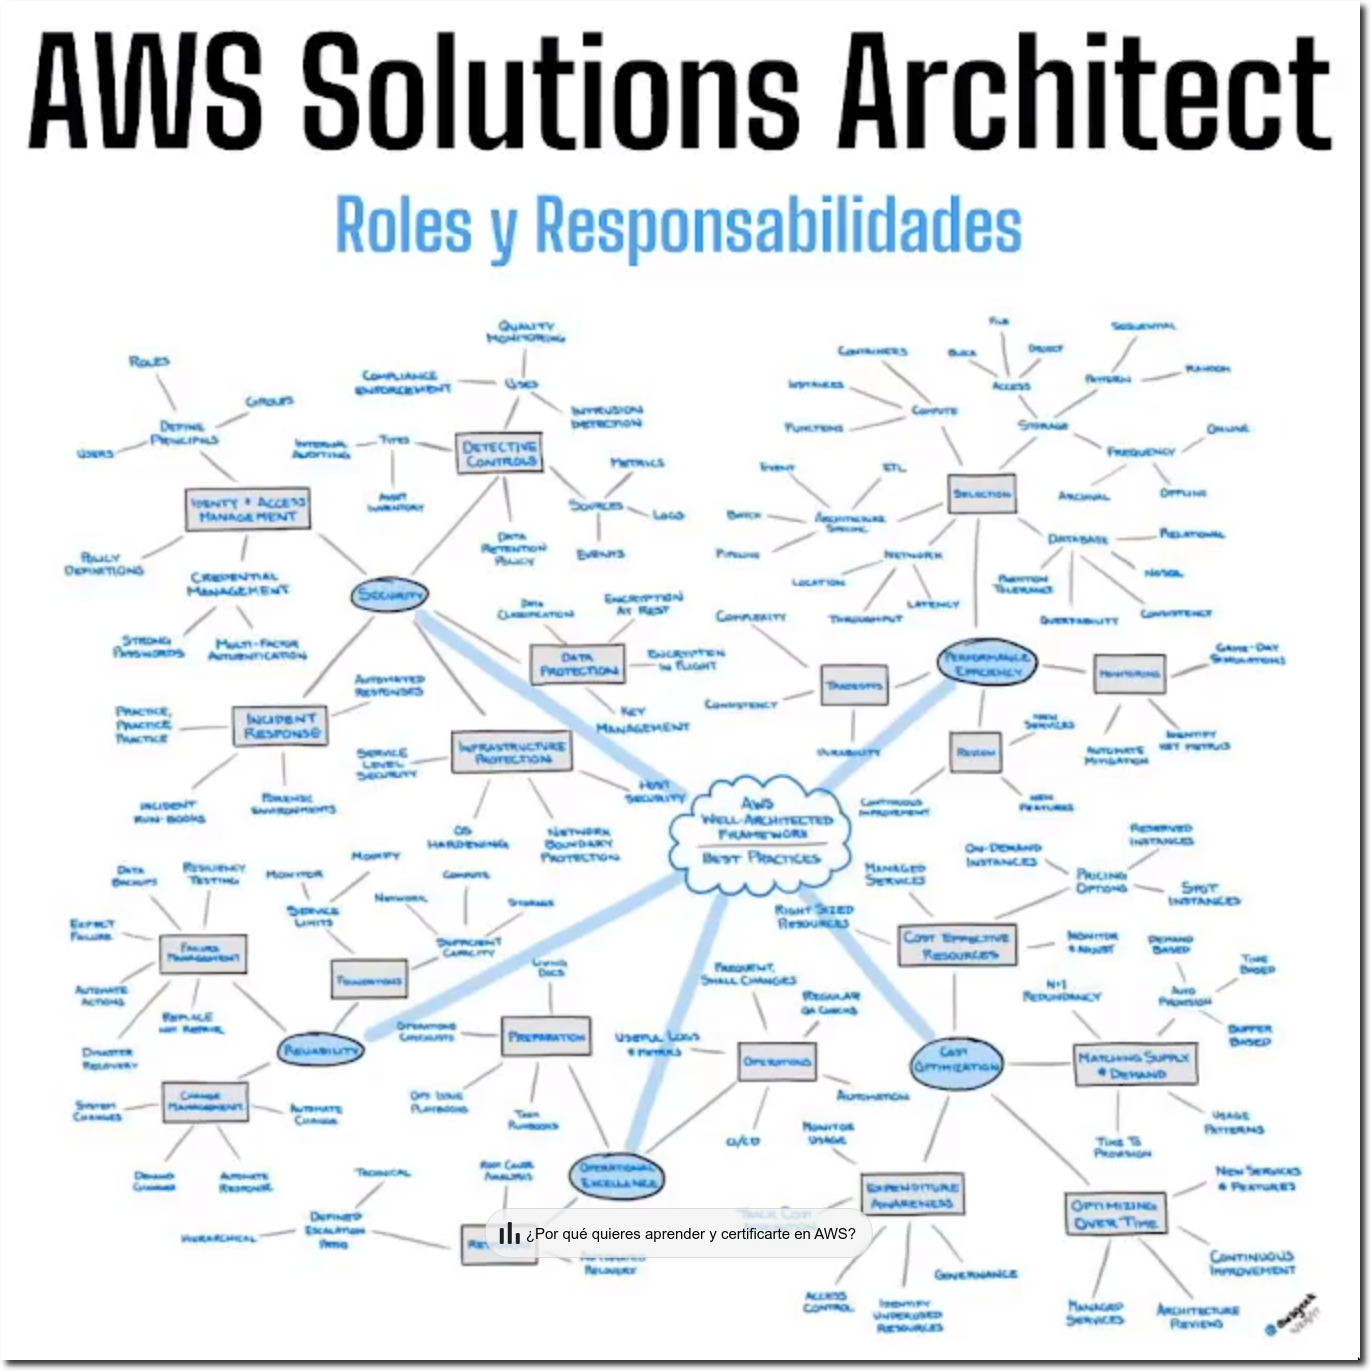 AWS Solutions Architect
Roles y Responsabilidades
QUALITY
MONITORING
COMPLIANCE
ENFORCEMENT
USES
INTRUSION
DETECTION
ROLES
GROUPS
DEFINE
PRINCIPALS
USERS
INTERNAL
AUDITING
TYPES
ASSET
INVENTORY
DETECTIVE
CONTROLS
METRICS
SOURCES
LOGS
EVENTS
DATA
RETENTION
POLICY
IDENTY & ACCESS
MANAGEMENT
POLICY
DEFINITIONS
CREDENTIAL
MANAGEMENT
STRONG
PASSWORDS
MULTI-FACTOR
AUTHENTICATION
SECURITY
DATA
CLASSIFICATION
ENCRYPTION
AT REST
DATA
PROTECTION
ENCRYPTION
IN FLIGHT
KEY
MANAGEMENT
AUTOMATED
RESPONSES
PRACTICE,
PRACTICE
PRACTICE
INCIDENT
RESPONSE
INCIDENT
RUN-BOOKS
FORENSIC
ENVIRONMENTS
SERVICE
LEVEL
SECURITY
INFRASTRUCTURE
PROTECTION
HOST
SECURITY
OS
HARDENING
NETWORK
BOUNDARY
PROTECTION
FILE
BLOCK
OBJECT
ACCESS
SEQUENTIAL
PATTERN
RANDOM
CONTAINERS
INSTANCES
FUNCTIONS
COMPUTE
STORAGE
FREQUENCY
ONLINE
ARCHIVAL
OFFLINE
EVENT
ETL
BATCH
ARCHITECTURE
SPECIFIC
PIPELINE
SELECTION
NETWORK
LOCATION
THROUGHPUT
LATENCY
DATABASE
RELATIONAL
NOSQL
PARTITION
TOLERANCE
QUERYABILITY
CONSISTENCY
PERFORMANCE
EFFICIENCY
COMPLEXITY
TRADEOFFS
CONSISTENCY
DURABILITY
MONITORING
GAME-DAY
SIMULATIONS
AUTOMATE
MITIGATION
IDENTIFY
KEY METRICS
REVIEW
NEW
SERVICES
CONTINUOUS
IMPROVEMENT
NEW
FEATURES
AWS
WELL-ARCHITECTED
FRAMEWORK
BEST PRACTICES
DATA
BACKUPS
RESILIENCY
TESTING
EXPECT
FAILURE
FAILURE
MANAGEMENT
AUTOMATE
ACTIONS
REPLACE
NOT REPAIR
DISASTER
RECOVERY
MONITOR
MODIFY
SERVICE
LIMITS
NETWORK
COMPUTE
STORAGE
SUFFICIENT
CAPACITY
FOUNDATIONS
RELIABILITY
CHANGE
MANAGEMENT
SYSTEM
CHANGES
AUTOMATE
CHANGE
DEMAND
CHANGES
AUTOMATE
RESPONSE
LIVING
DOCS
OPERATIONS
CHECKLISTS
PREPARATION
OPS ISSUE
PLAYBOOKS
TASK
RUNBOOKS
FREQUENT,
SMALL CHANGES
REGULAR
QA CHECKS
USEFUL LOGS
& METRICS
OPERATIONS
AUTOMATION
CI/CD
OPERATIONAL
EXCELLENCE
ROOT CAUSE
ANALYSIS
TECHNICAL
DEFINED
ESCALATION
PATHS
HIERARCHICAL
AUTOMATED
RECOVERY
¿Por qué quieres aprender y certificarte en AWS?
MANAGED
SERVICES
RIGHT SIZED
RESOURCES
ON-DEMAND
INSTANCES
RESERVED
INSTANCES
PRICING
OPTIONS
SPOT
INSTANCES
COST EFFECTIVE
RESOURCES
MONITOR
& ADJUST
COST
OPTIMIZATION
N+1
REDUNDANCY
DEMAND
BASED
TIME
BASED
AUTO
PROVISION
BUFFER
BASED
MATCHING SUPPLY
& DEMAND
TIME TO
PROVISION
USAGE
PATTERNS
MONITOR
USAGE
EXPENDITURE
AWARENESS
TRACK COST
ACCESS
CONTROL
IDENTIFY
UNDERUSED
RESOURCES
GOVERNANCE
OPTIMIZING
OVER TIME
NEW SERVICES
& FEATURES
CONTINUOUS
IMPROVEMENT
MANAGED
SERVICES
ARCHITECTURE
REVIEWS
@awsgeek